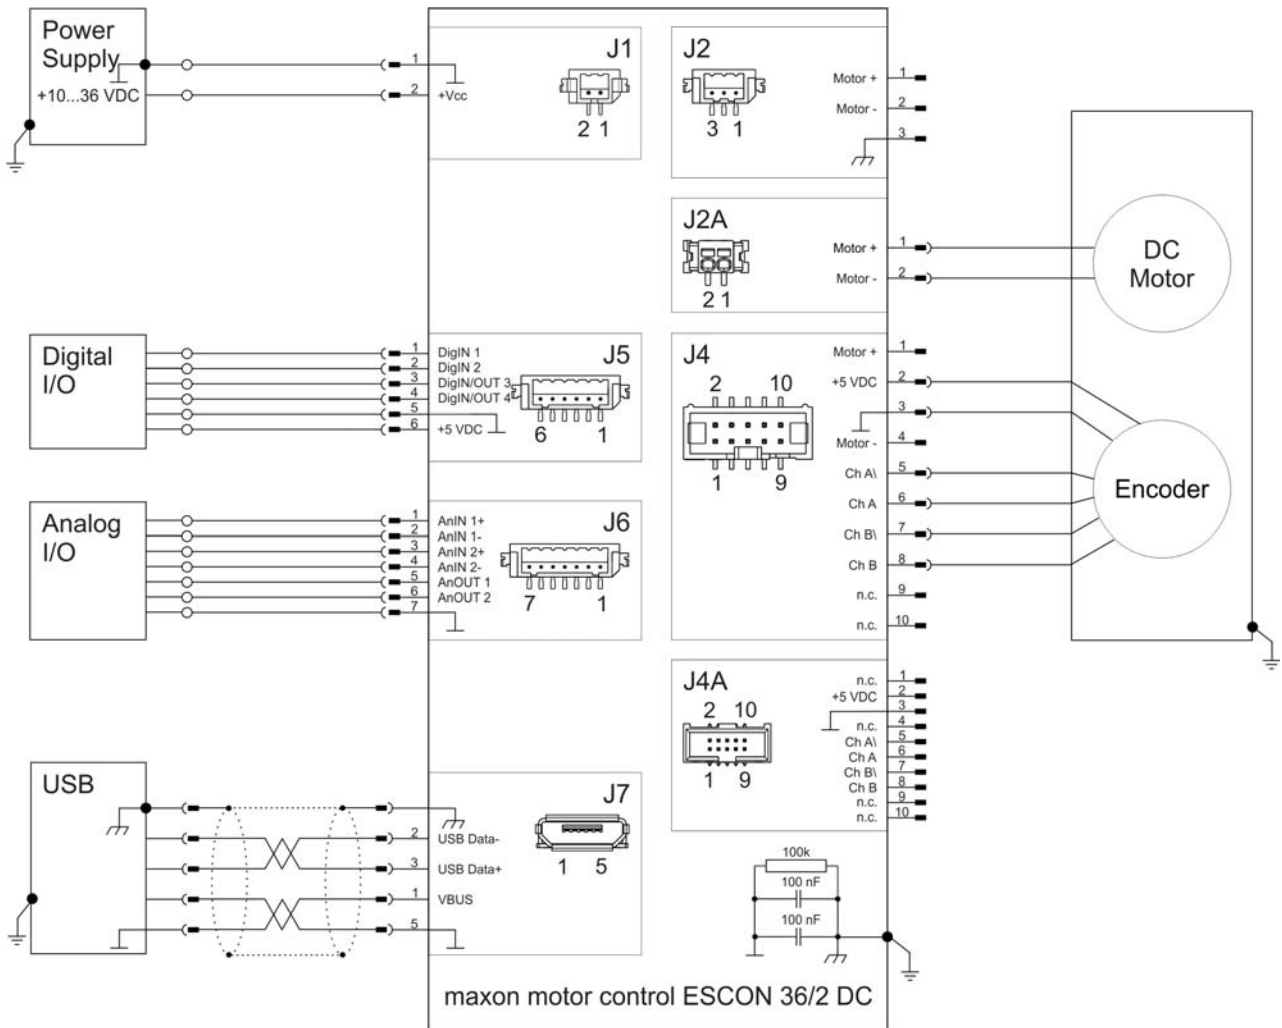 Power
Supply
+10...36 VDC
1
2
+Vcc
J1
2 1
J2
3 1
Motor +
1
Motor -
2
3
J2A
2 1
Motor +
1
Motor -
2
DC
Motor
Digital
I/O
1
DigIN 1
2
DigIN 2
3
DigIN/OUT 3
4
DigIN/OUT 4
5
6
+5 VDC
J5
6 1
J4
2 10
1 9
Motor +
1
+5 VDC
2
3
Motor -
4
Ch A\
5
Ch A
6
Ch B\
7
Ch B
8
n.c.
9
n.c.
10
Encoder
Analog
I/O
1
AnIN 1+
2
AnIN 1-
3
AnIN 2+
4
AnIN 2-
5
AnOUT 1
6
AnOUT 2
7
J6
7 1
J4A
2 10
1 9
n.c.
1
+5 VDC
2
3
n.c.
4
Ch A\
5
Ch A
6
Ch B\
7
Ch B
8
n.c.
9
n.c.
10
USB
2
USB Data-
3
USB Data+
1
VBUS
5
J7
1 5
100k
100 nF
100 nF
maxon motor control ESCON 36/2 DC